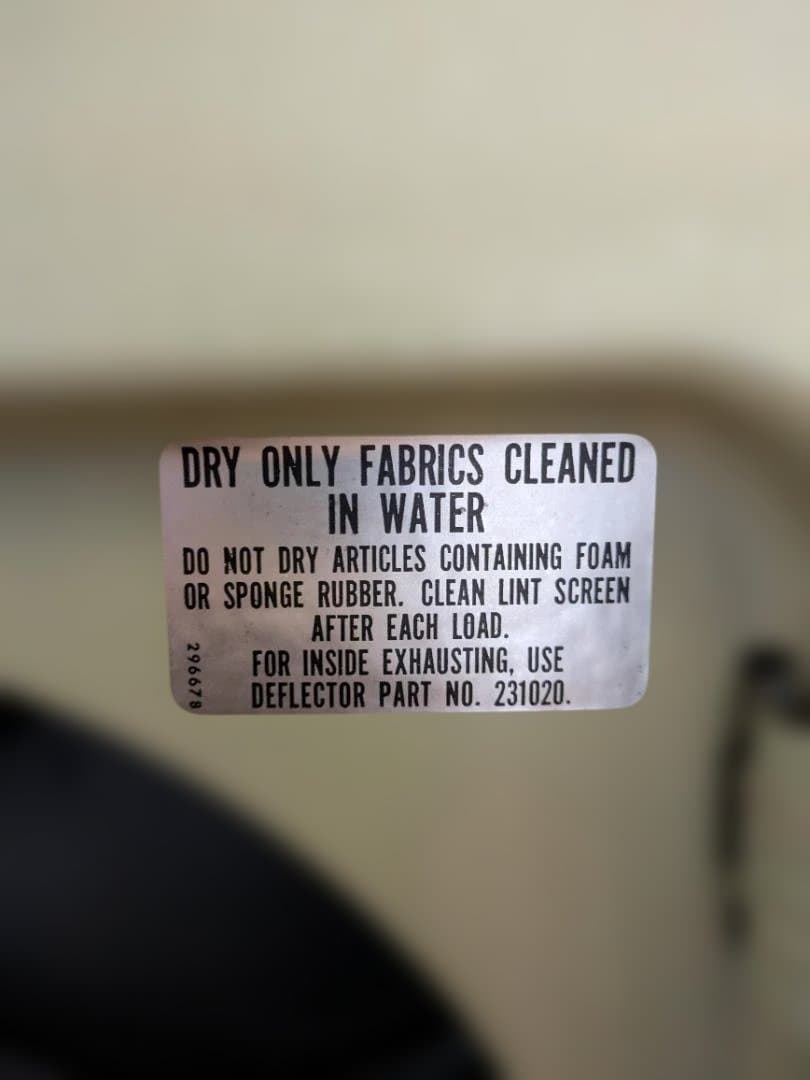 DRY ONLY FABRICS CLEANED
IN WATER
DO NOT DRY ARTICLES CONTAINING FOAM
OR SPONGE RUBBER. CLEAN LINT SCREEN
AFTER EACH LOAD.
FOR INSIDE EXHAUSTING, USE
DEFLECTOR PART NO. 231020.
296678